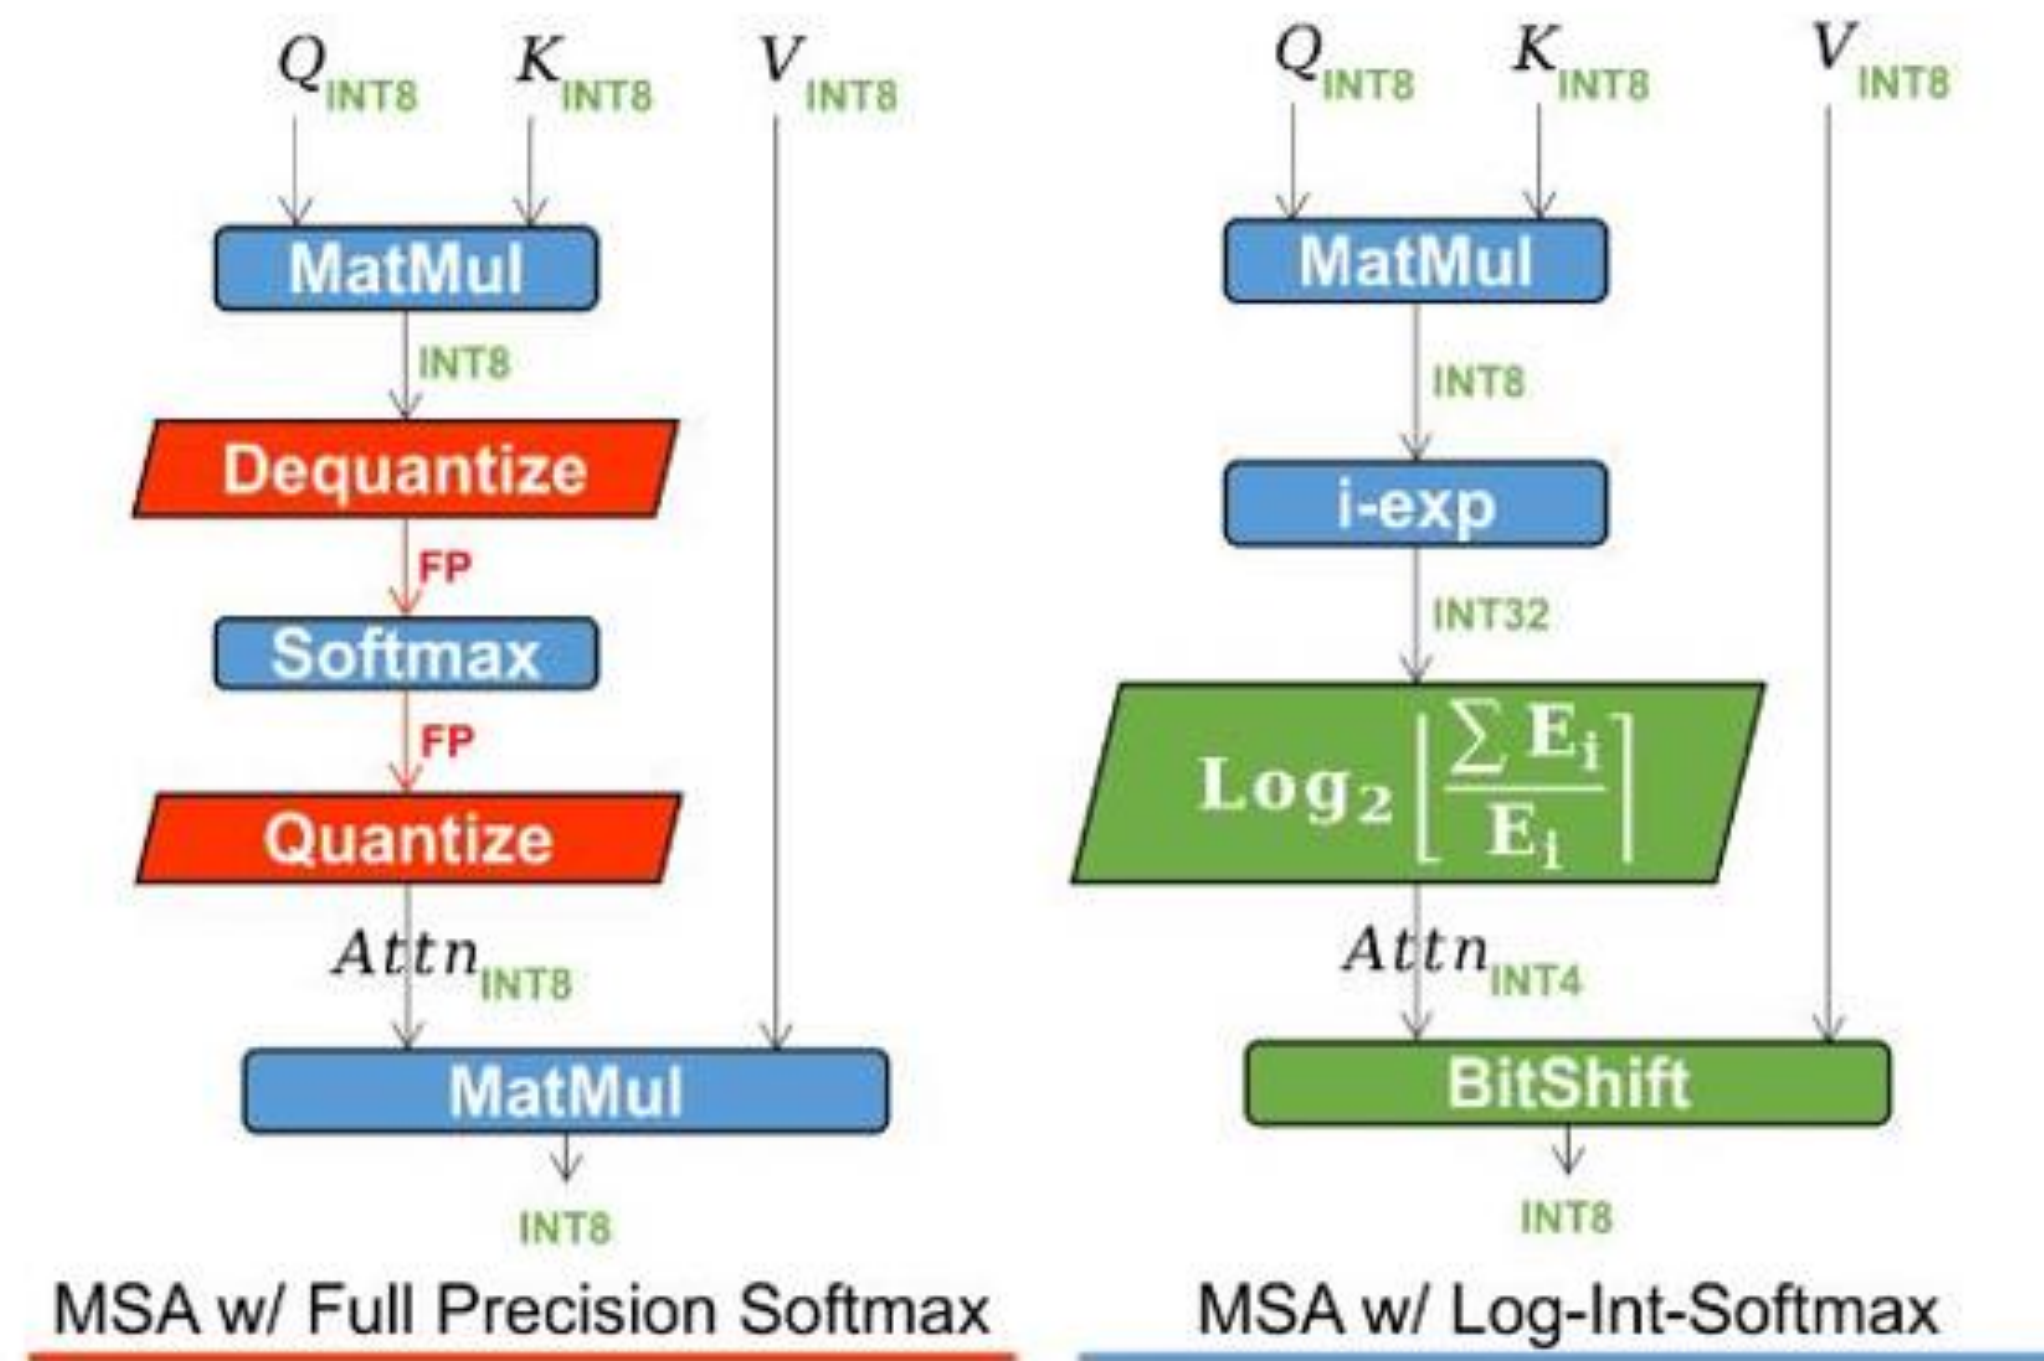 Q INT8 K INT8 V INT8
MatMul
INT8
Dequantize
FP
Softmax
FP
Quantize
Attn INT8
MatMul
INT8
MSA w/ Full Precision Softmax
Q INT8 K INT8 V INT8
MatMul
INT8
i-exp
INT32
Log₂⌊∑Eᵢ/Eᵢ⌉
Attn INT4
BitShift
INT8
MSA w/ Log-Int-Softmax